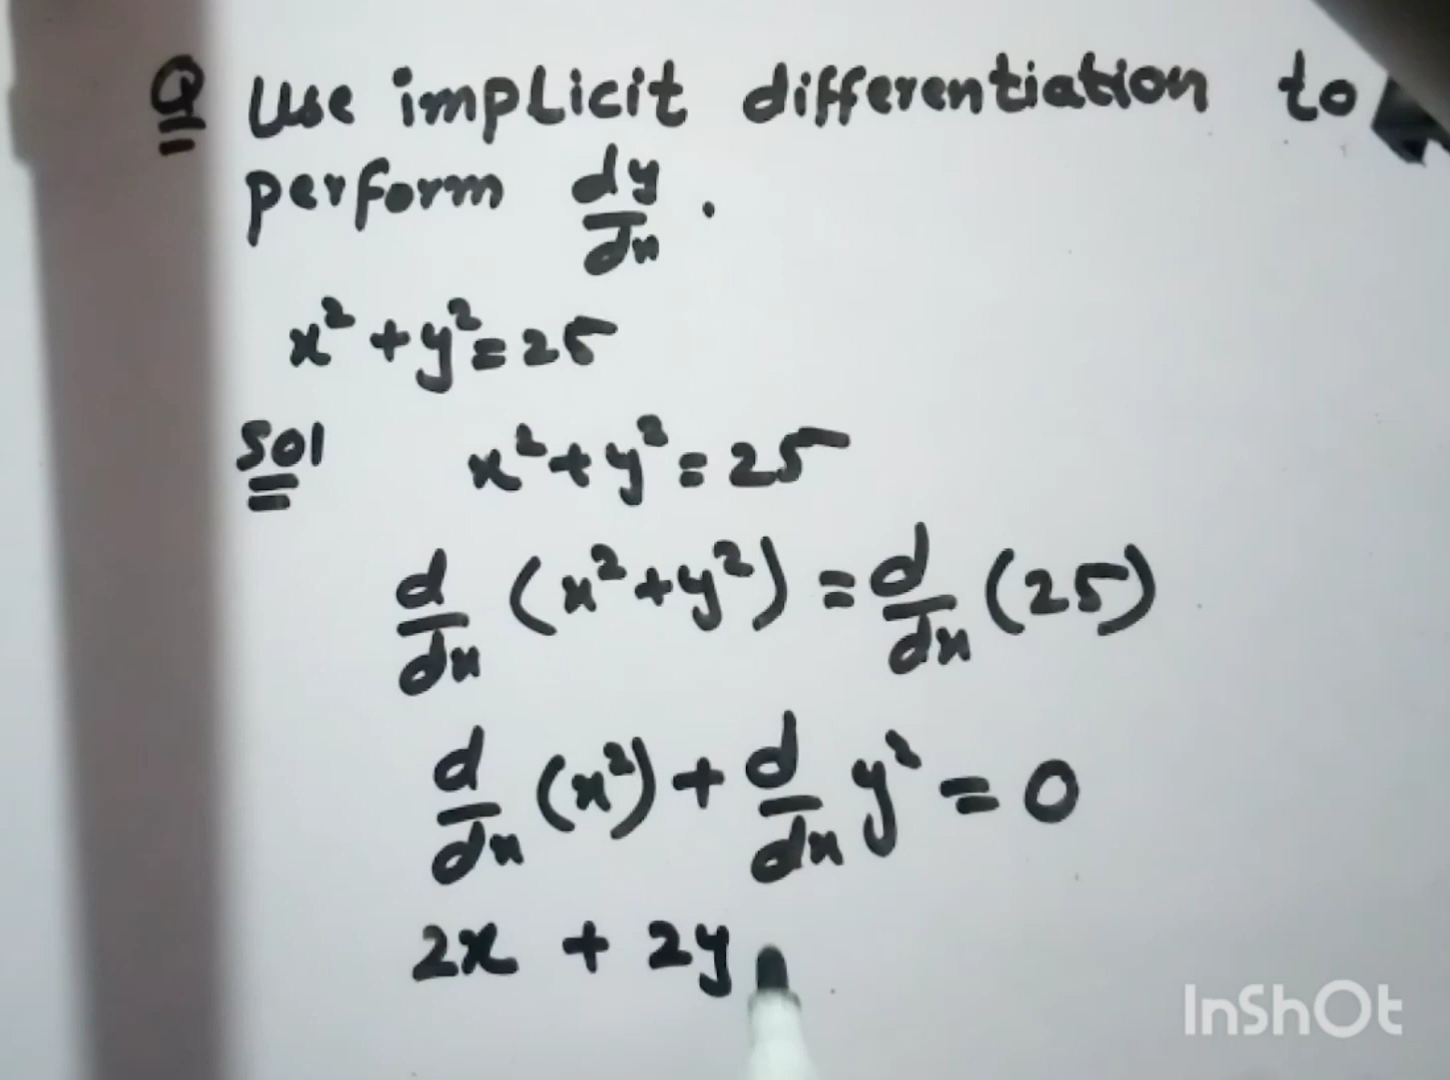 Q Use implicit differentiation to
perform dy/dx.
x² + y² = 25
Sol x² + y² = 25
d/dx (x² + y²) = d/dx (25)
d/dx (x²) + d/dx y² = 0
2x + 2y
InShOt